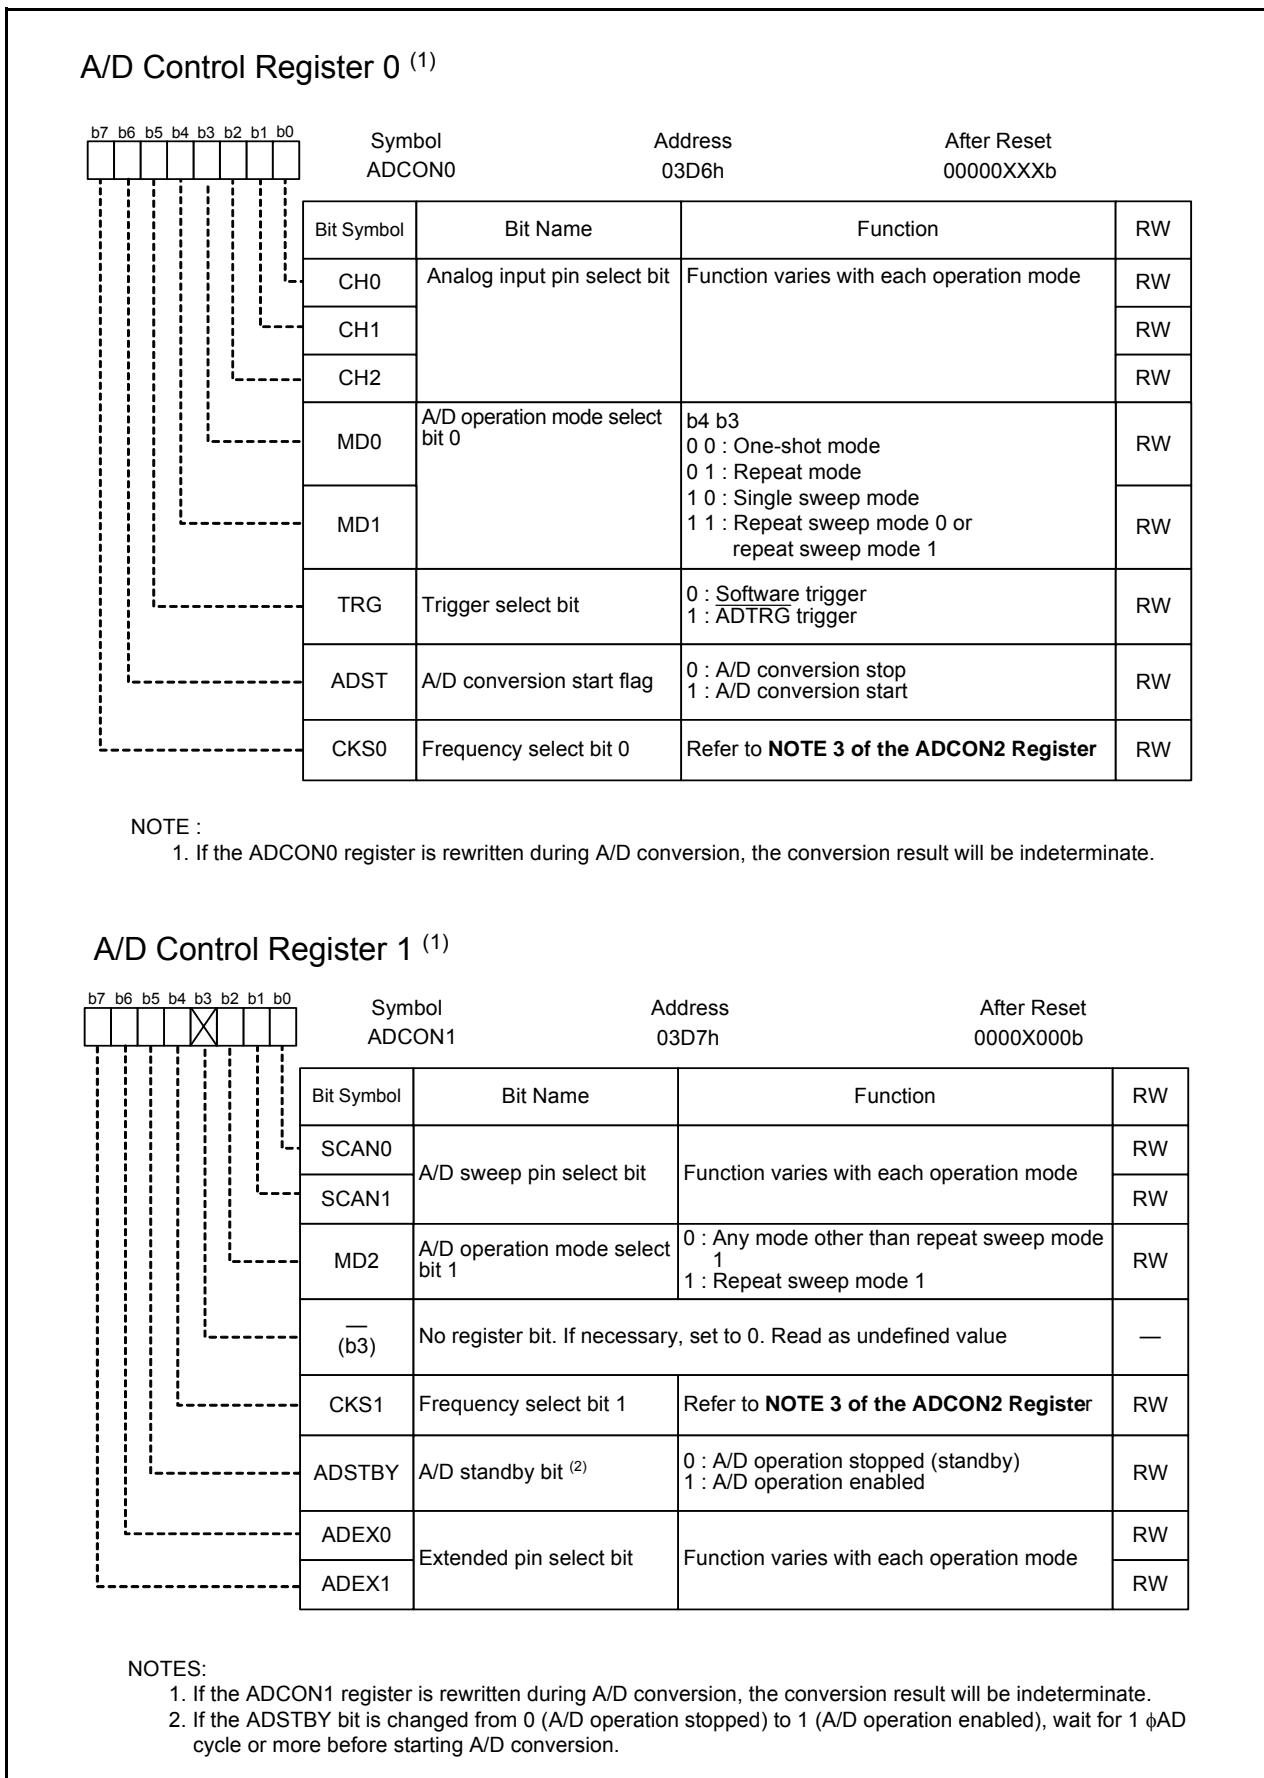 A/D Control Register 0 (1)
b7 b6 b5 b4 b3 b2 b1 b0
Symbol Address After Reset
ADCON0 03D6h 00000XXXb
Bit Symbol Bit Name Function RW
CH0 Analog input pin select bit Function varies with each operation mode RW
CH1 RW
CH2 RW
MD0 A/D operation mode select bit 0 RW
b4 b3
0 0 : One-shot mode
0 1 : Repeat mode
1 0 : Single sweep mode
1 1 : Repeat sweep mode 0 or
repeat sweep mode 1
MD1 RW
TRG Trigger select bit RW
0 : Software trigger
1 : ADTRG trigger
ADST A/D conversion start flag RW
0 : A/D conversion stop
1 : A/D conversion start
CKS0 Frequency select bit 0 Refer to NOTE 3 of the ADCON2 Register RW
NOTE :
1. If the ADCON0 register is rewritten during A/D conversion, the conversion result will be indeterminate.
A/D Control Register 1 (1)
b7 b6 b5 b4 b3 b2 b1 b0
Symbol Address After Reset
ADCON1 03D7h 0000X000b
Bit Symbol Bit Name Function RW
SCAN0 RW
A/D sweep pin select bit Function varies with each operation mode
SCAN1 RW
MD2 A/D operation mode select bit 1 RW
0 : Any mode other than repeat sweep mode
1
1 : Repeat sweep mode 1
—
(b3) No register bit. If necessary, set to 0. Read as undefined value —
CKS1 Frequency select bit 1 Refer to NOTE 3 of the ADCON2 Register RW
ADSTBY A/D standby bit (2) RW
0 : A/D operation stopped (standby)
1 : A/D operation enabled
ADEX0 RW
Extended pin select bit Function varies with each operation mode
ADEX1 RW
NOTES:
1. If the ADCON1 register is rewritten during A/D conversion, the conversion result will be indeterminate.
2. If the ADSTBY bit is changed from 0 (A/D operation stopped) to 1 (A/D operation enabled), wait for 1 ϕAD
cycle or more before starting A/D conversion.